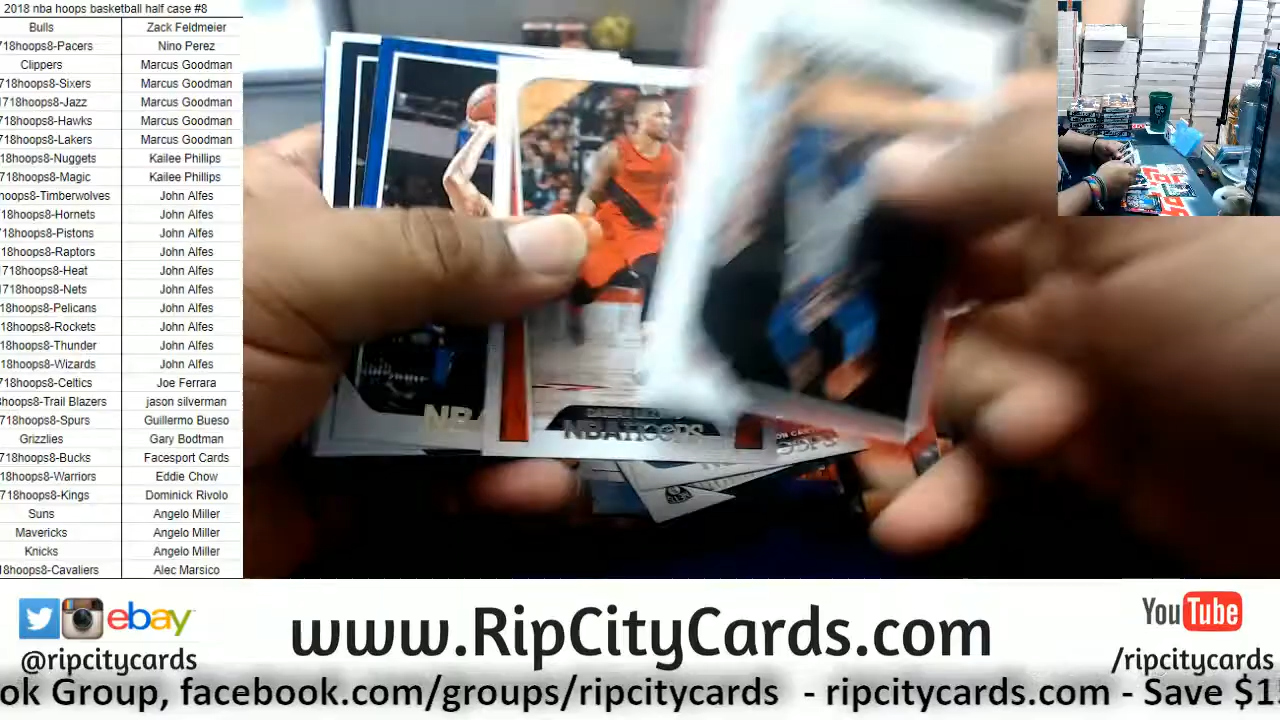 2018 nba hoops basketball half case #8
Bulls Zack Feldmeier
718hoops8-Pacers Nino Perez
Clippers Marcus Goodman
718hoops8-Sixers Marcus Goodman
718hoops8-Jazz Marcus Goodman
718hoops8-Hawks Marcus Goodman
718hoops8-Lakers Marcus Goodman
18hoops8-Nuggets Kailee Phillips
18hoops8-Magic Kailee Phillips
hoops8-Timberwolves John Alfes
18hoops8-Hornets John Alfes
718hoops8-Pistons John Alfes
18hoops8-Raptors John Alfes
1718hoops8-Heat John Alfes
1718hoops8-Nets John Alfes
18hoops8-Pelicans John Alfes
18hoops8-Rockets John Alfes
18hoops8-Thunder John Alfes
18hoops8-Wizards John Alfes
718hoops8-Celtics Joe Ferrara
hoops8-Trail Blazers jason silverman
718hoops8-Spurs Guillermo Bueso
Grizzlies Gary Bodtman
718hoops8-Bucks Facesport Cards
18hoops8-Warriors Eddie Chow
718hoops8-Kings Dominick Rivolo
Suns Angelo Miller
Mavericks Angelo Miller
Knicks Angelo Miller
18hoops8-Cavaliers Alec Marsico
NBA
NBA HOOPS
ebay
@ripcitycards
www.RipCityCards.com
YouTube
/ripcitycards
ok Group, facebook.com/groups/ripcitycards - ripcitycards.com - Save $1